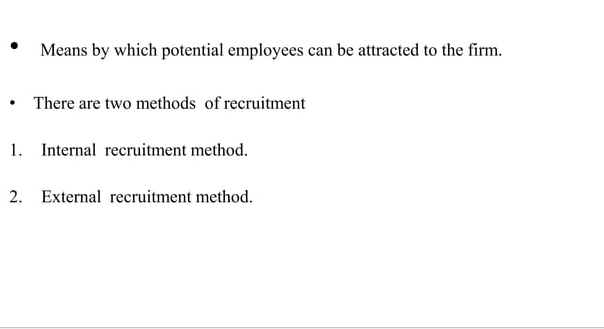 • Means by which potential employees can be attracted to the firm.
• There are two methods of recruitment
1. Internal recruitment method.
2. External recruitment method.